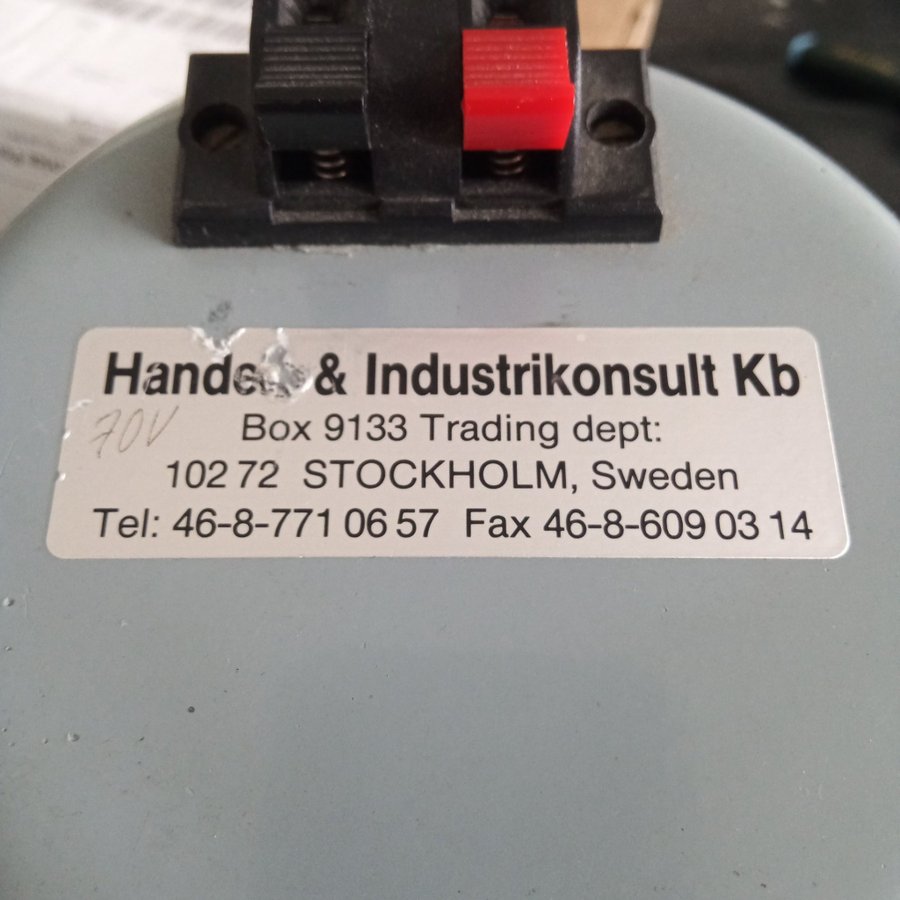 & Industrikonsult Kb
70V
Box 9133 Trading dept:
102 72 STOCKHOLM, Sweden
Tel: 46-8-771 06 57 Fax 46-8-609 03 14